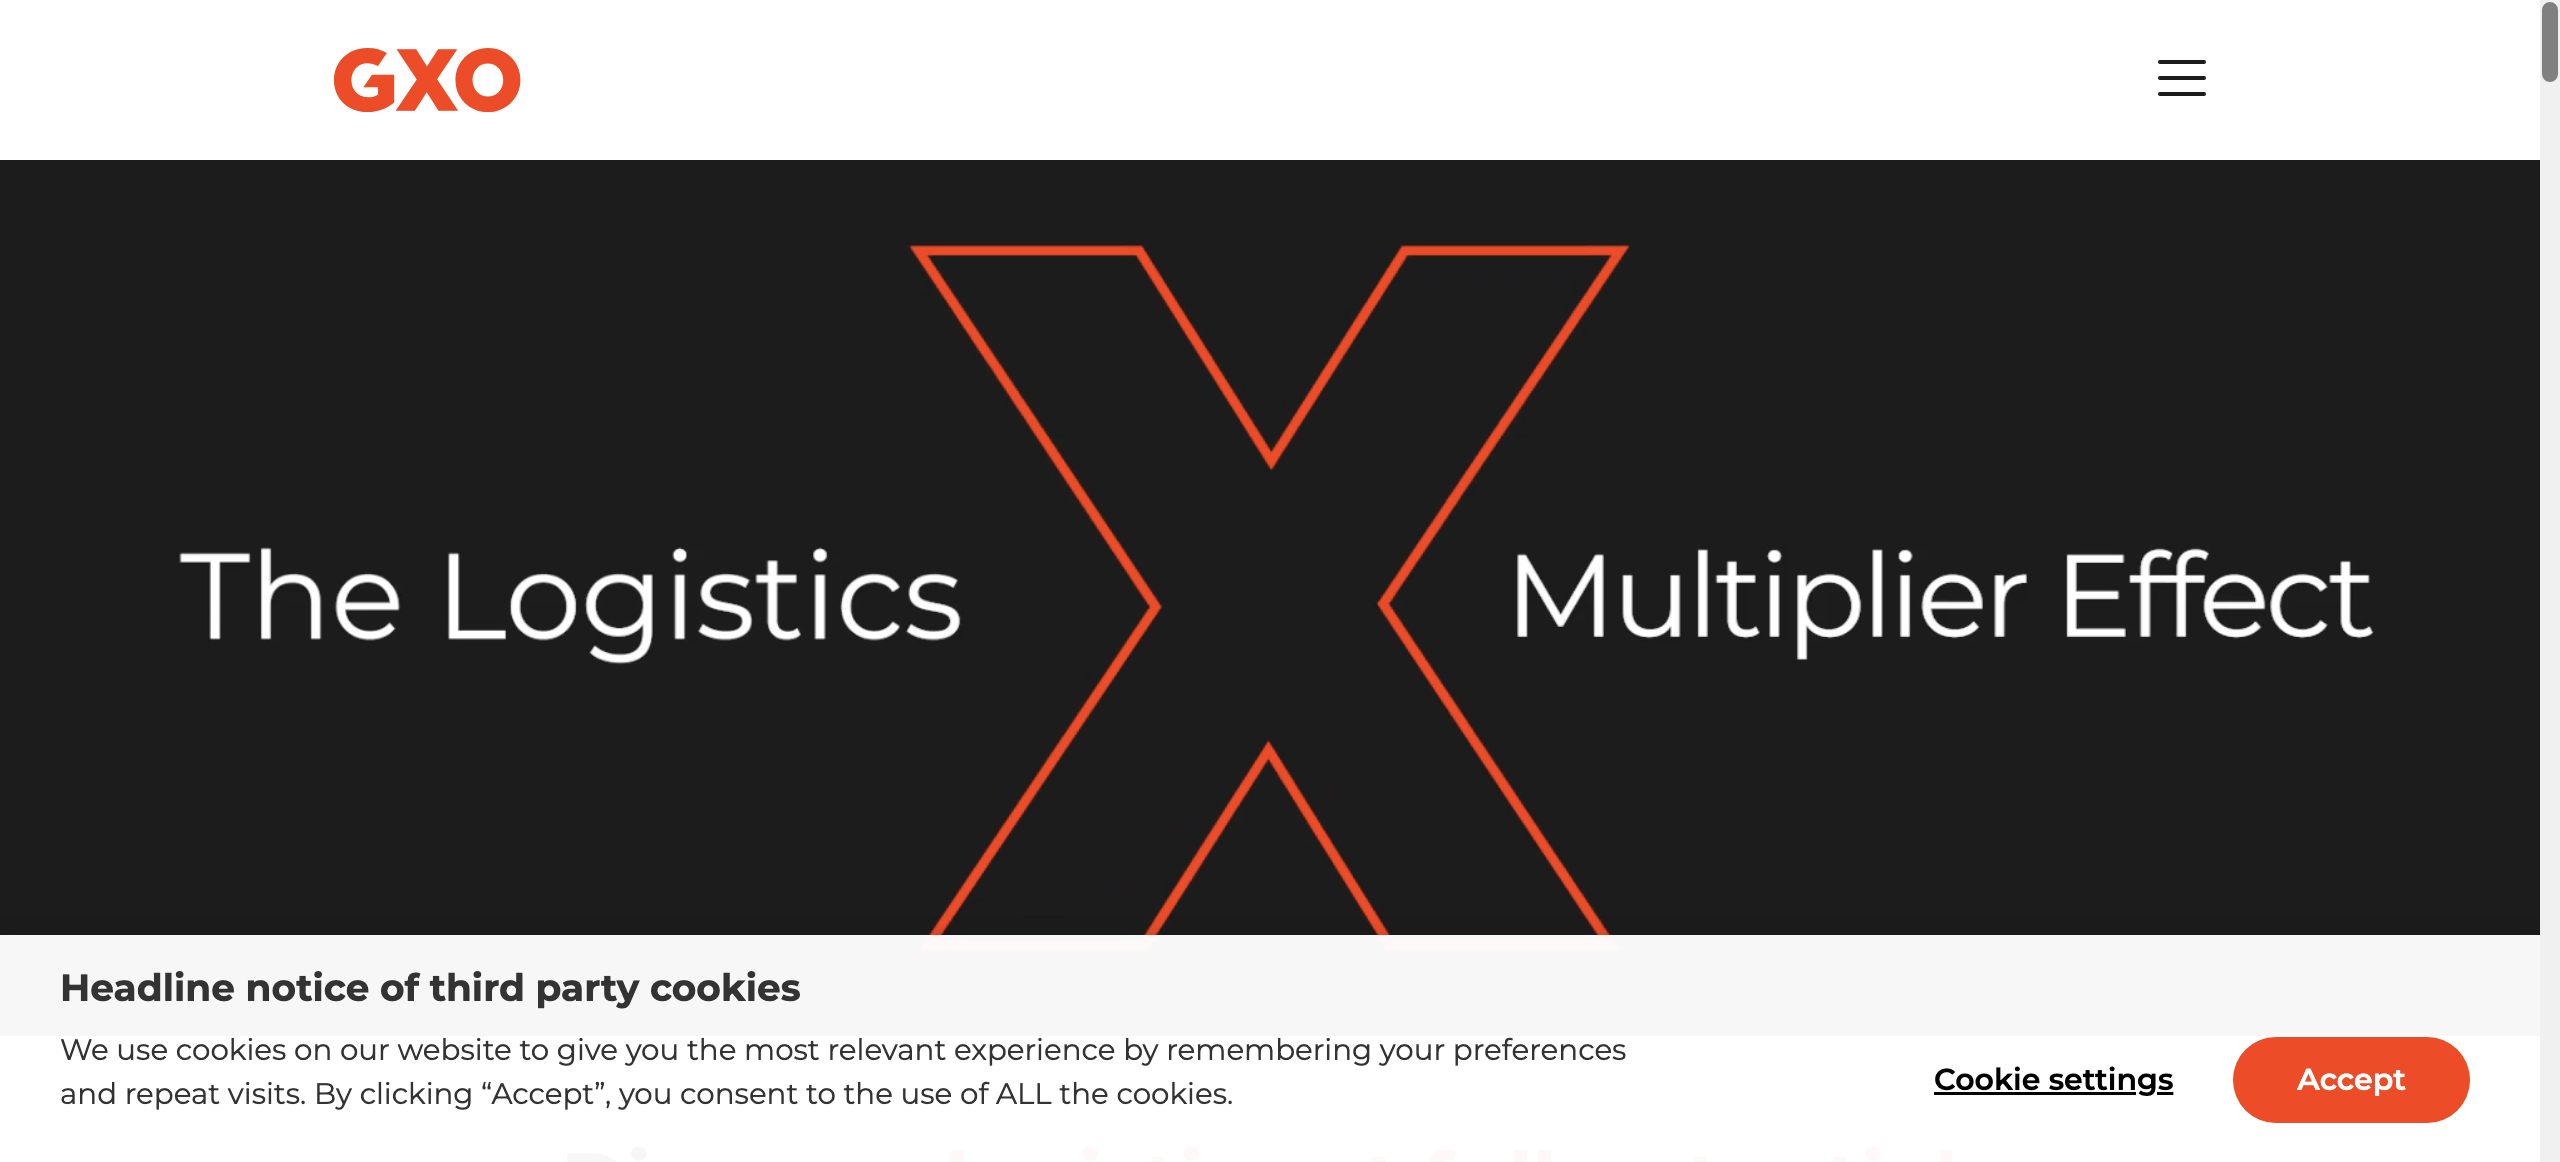 GXO
The Logistics X Multiplier Effect
Headline notice of third party cookies
We use cookies on our website to give you the most relevant experience by remembering your preferences
and repeat visits. By clicking “Accept”, you consent to the use of ALL the cookies.
Cookie settings
Accept